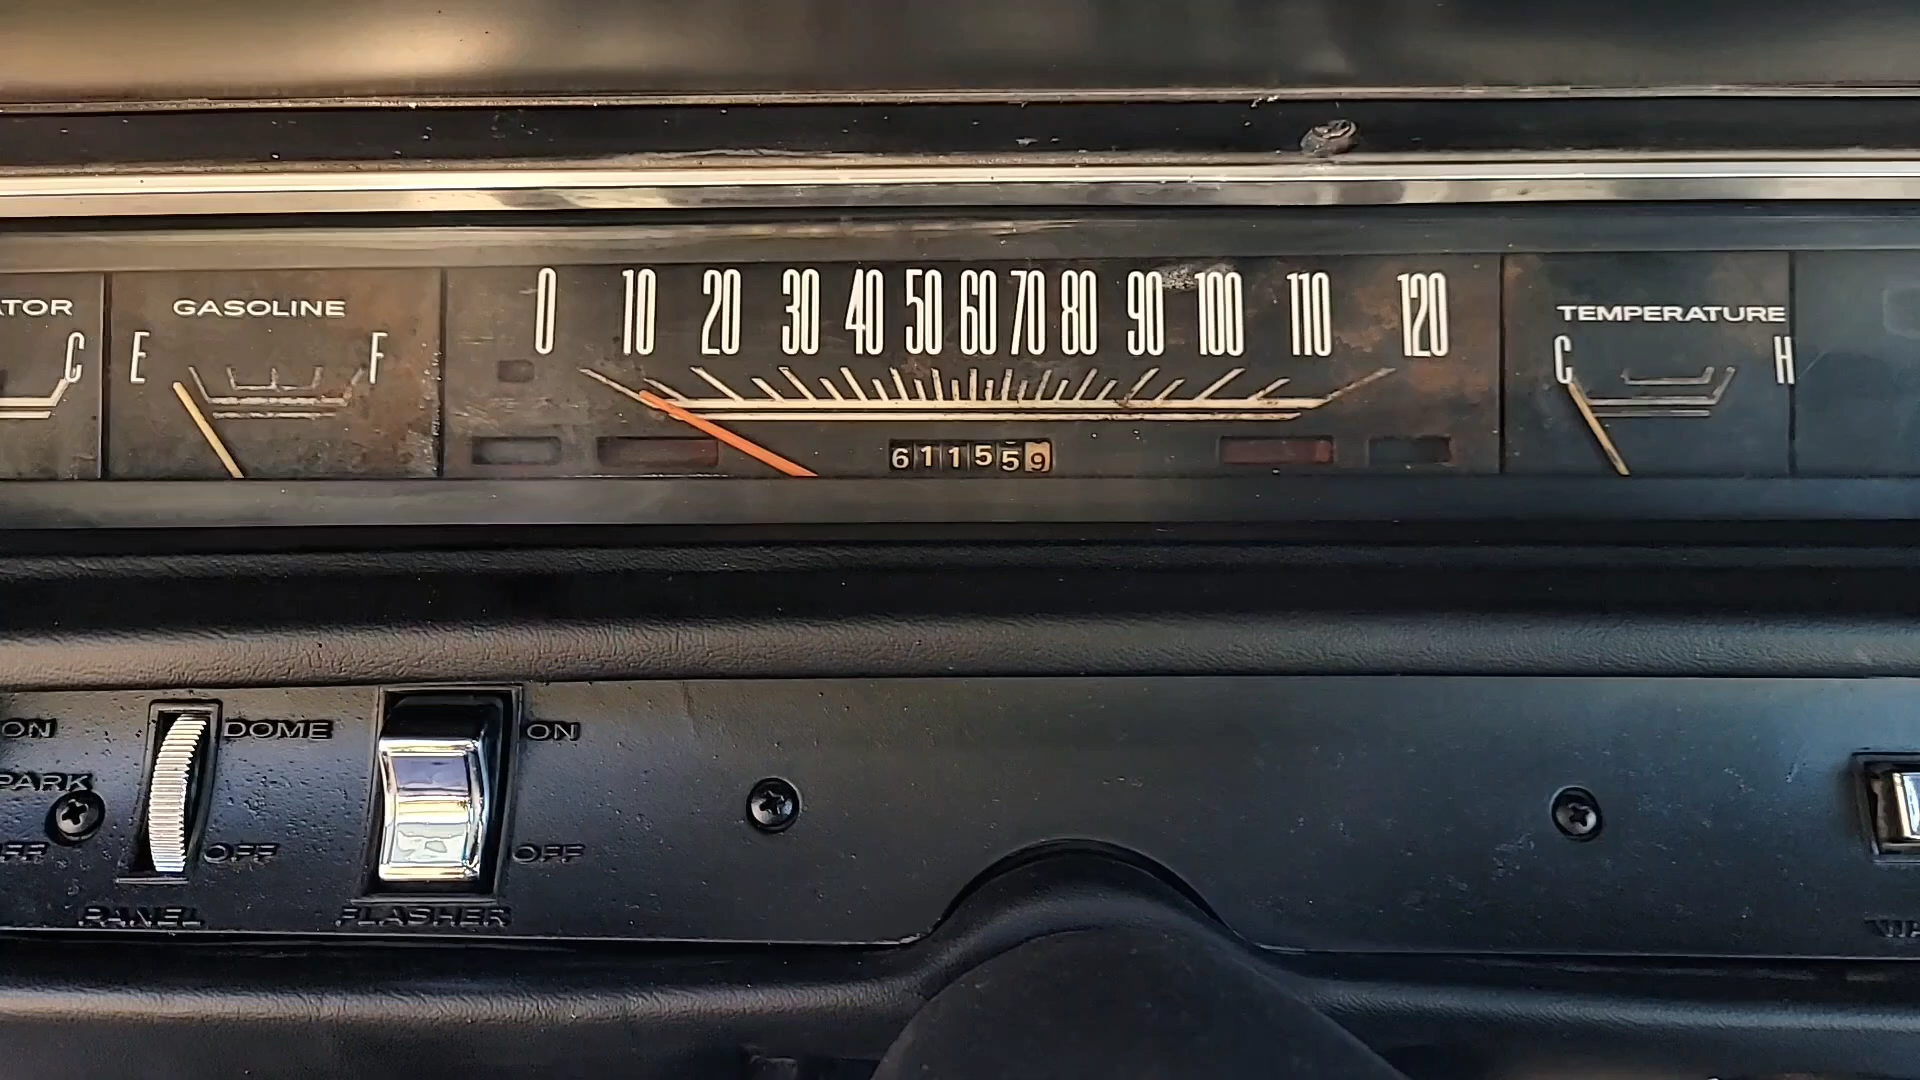 ATOR
C
GASOLINE
E F
0 10 20 30 40 50 60 70 80 90 100 110 120
611559
TEMPERATURE
C H
ON
PARK
OFF
DOME
OFF
PANEL
ON
OFF
FLASHER